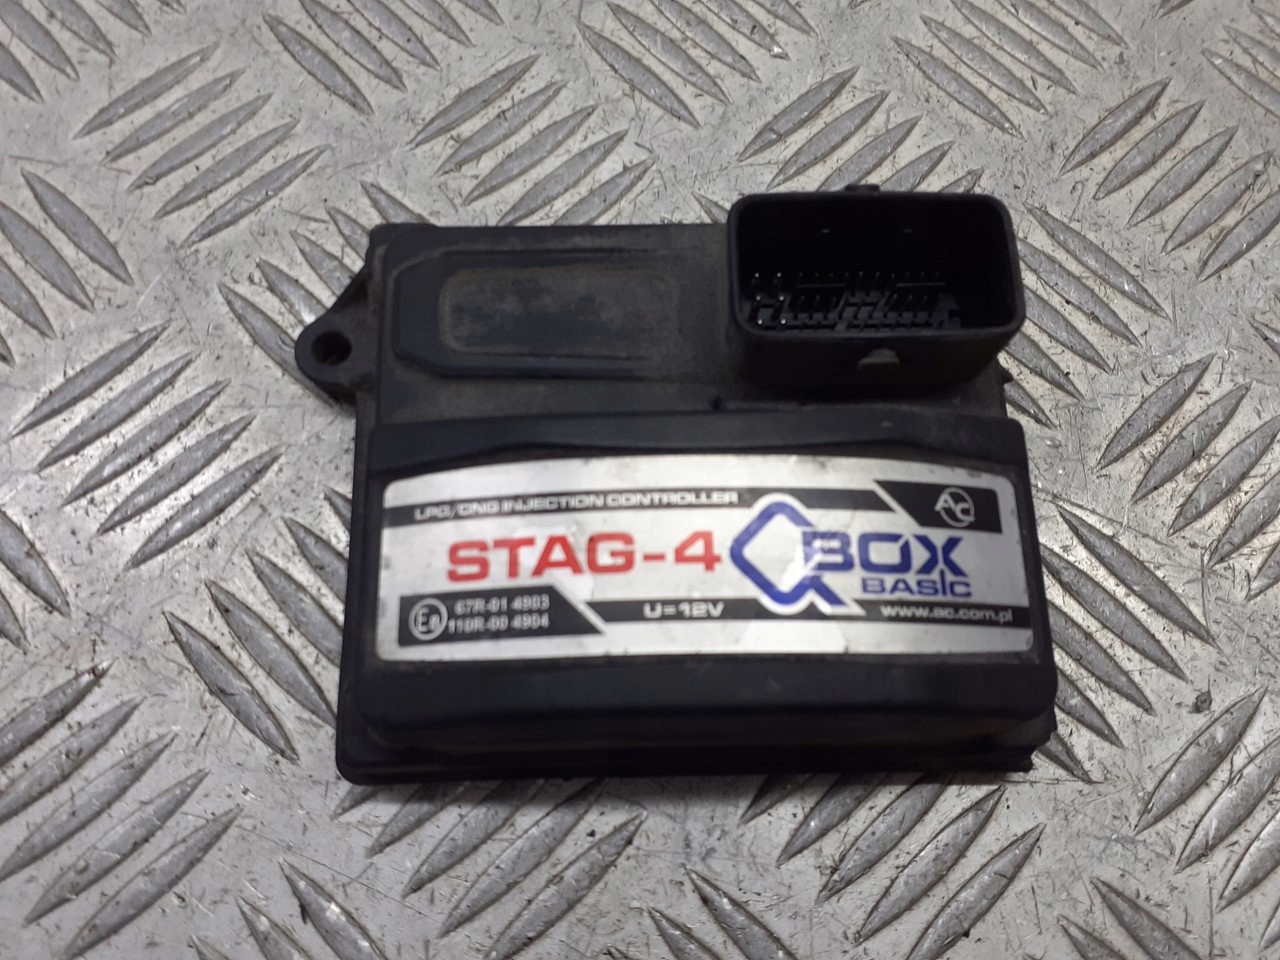 LPG/CNG INJECTION CONTROLLER
AC
STAG-4 QBOX
BASIC
E8 67R-01 4903
110R-00 4904
U=12V
www.ac.com.pl